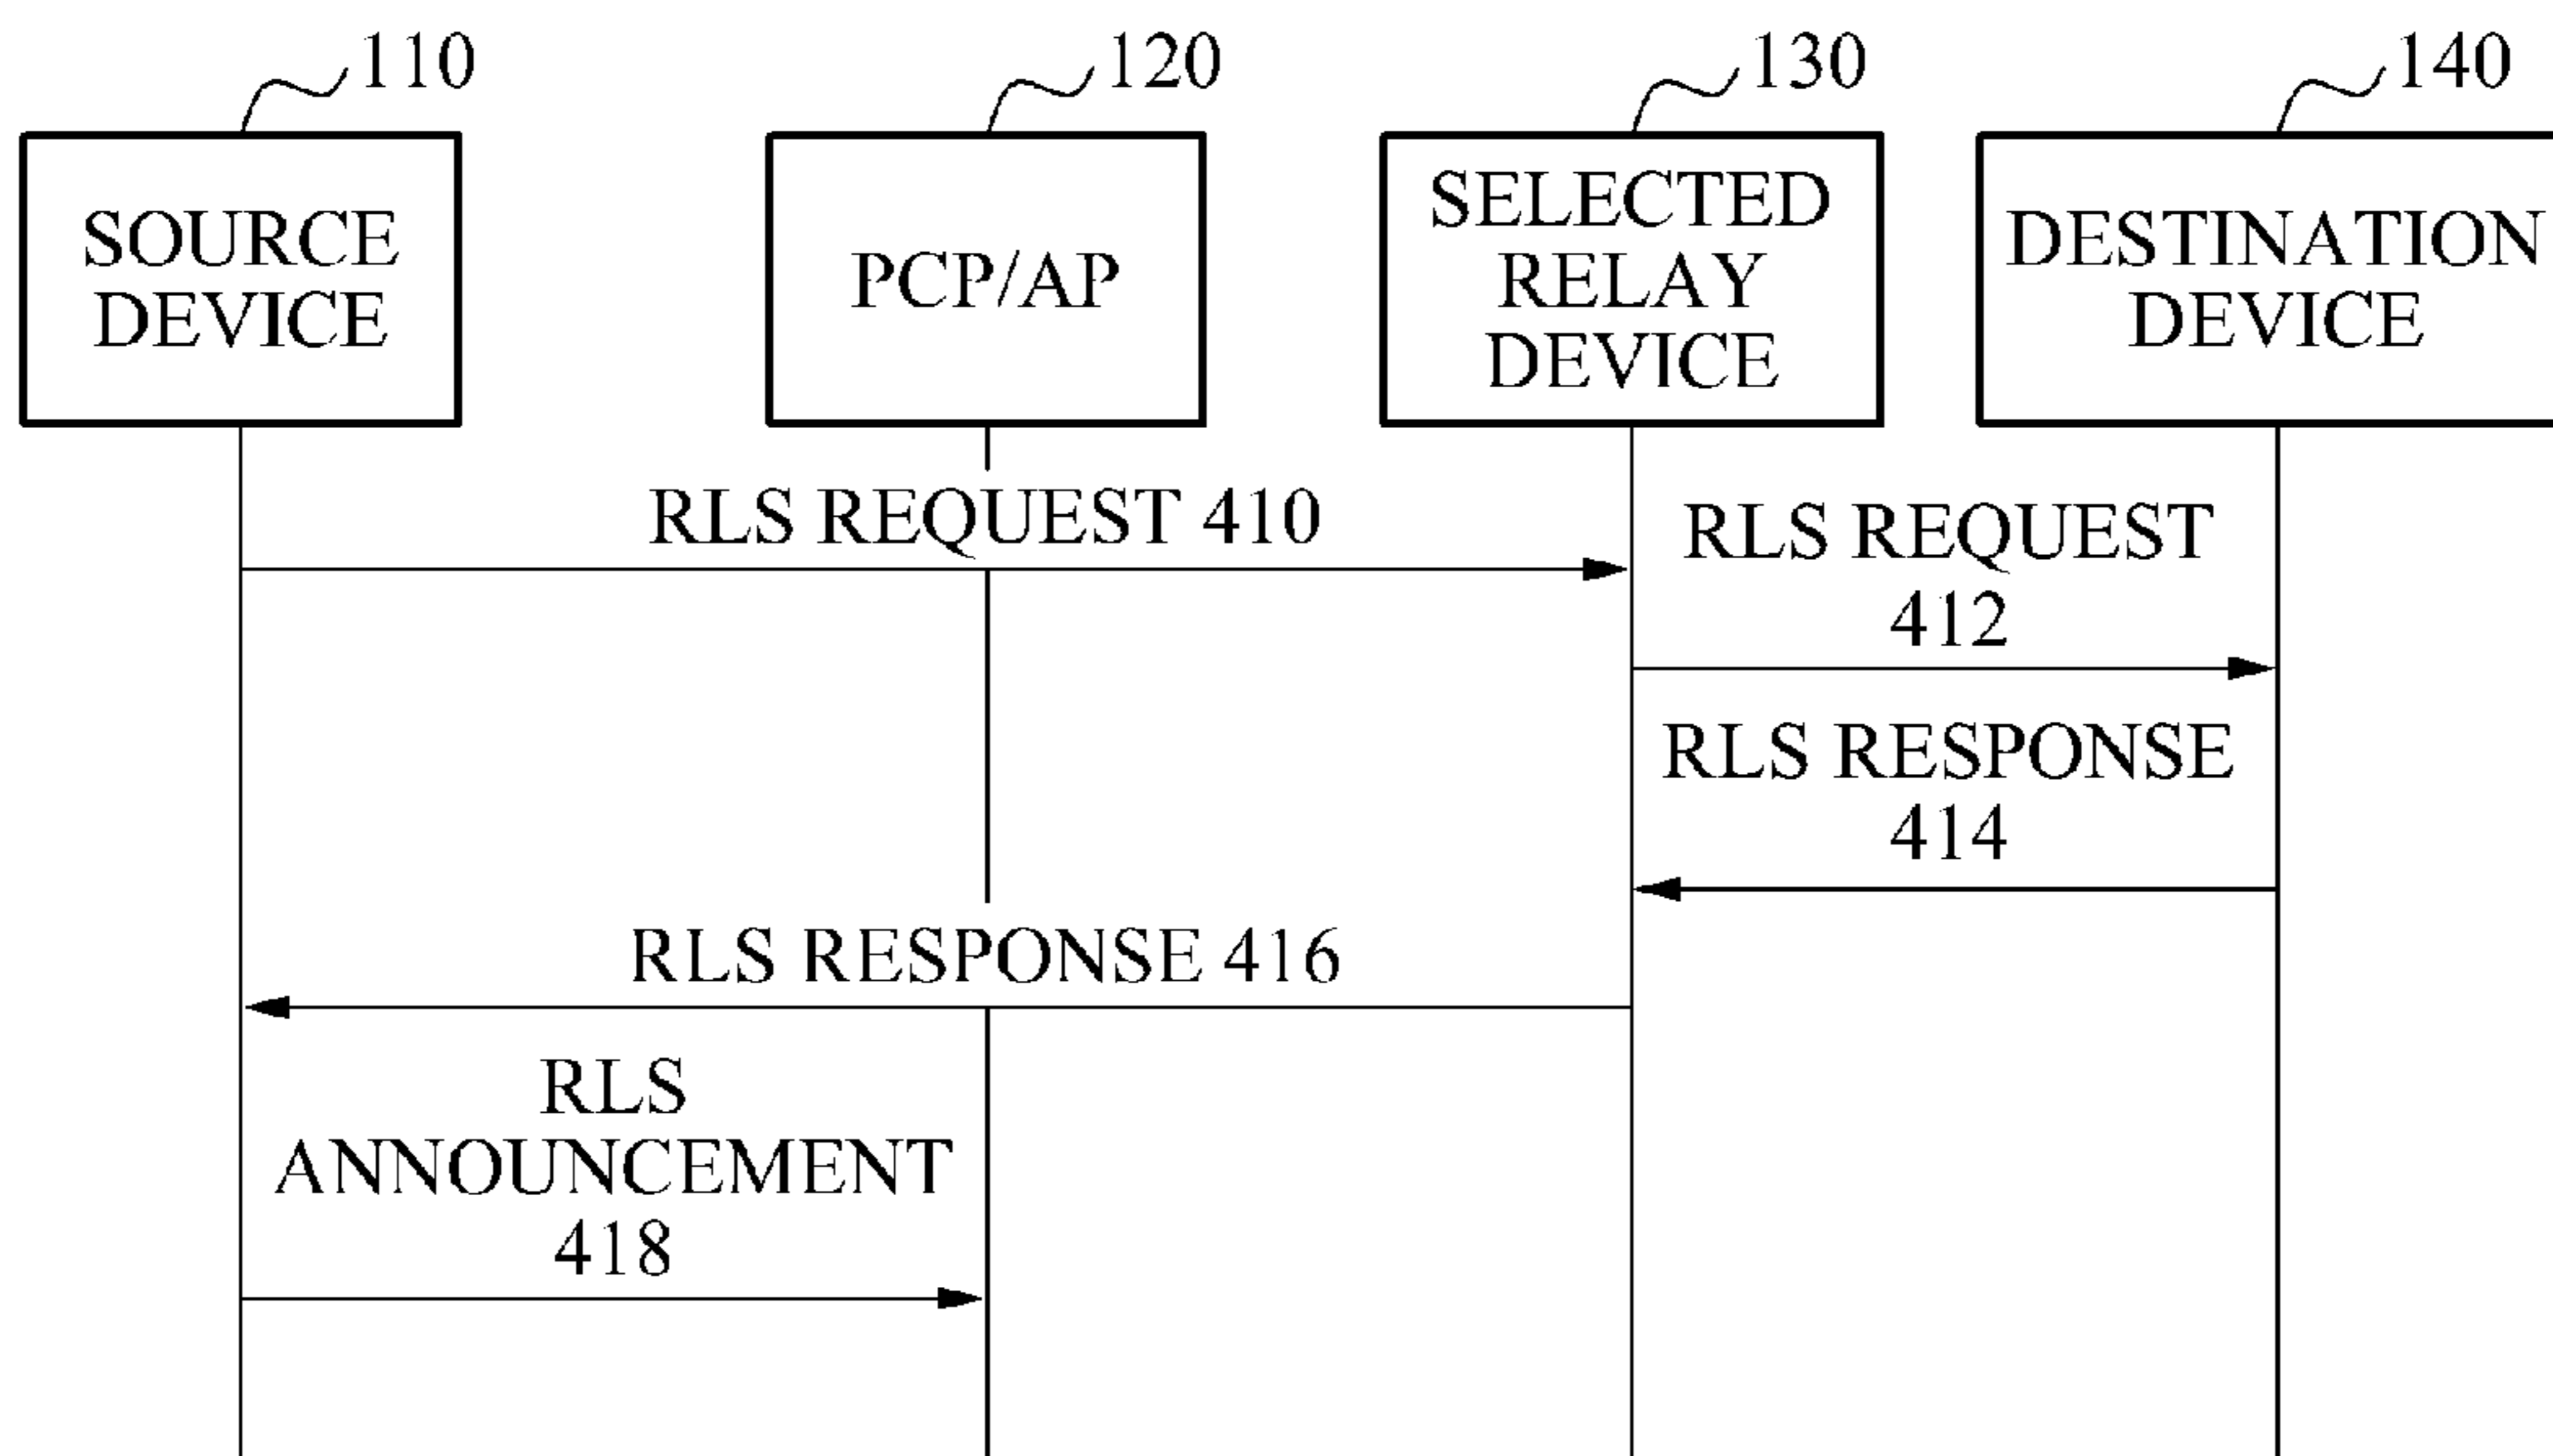 110
120
130
140
SOURCE
DEVICE
PCP/AP
SELECTED
RELAY
DEVICE
DESTINATION
DEVICE
RLS REQUEST 410
RLS REQUEST
412
RLS RESPONSE
414
RLS RESPONSE 416
RLS
ANNOUNCEMENT
418